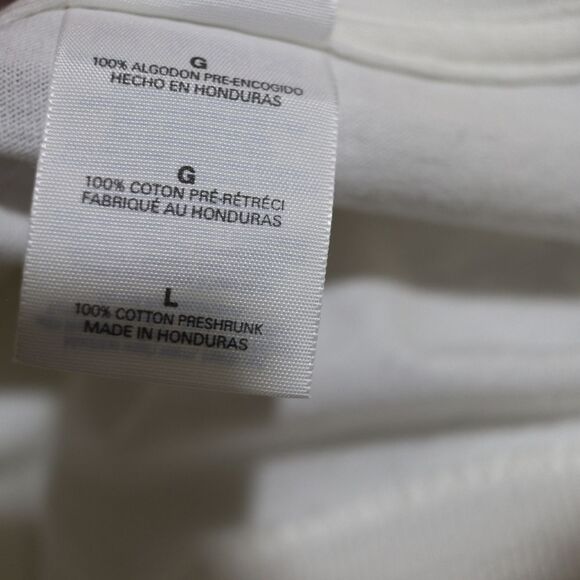 G
100% ALGODON PRE-ENCOGIDO
HECHO EN HONDURAS
G
100% COTON PRÉ-RÉTRÉCI
FABRIQUÉ AU HONDURAS
L
100% COTTON PRESHRUNK
MADE IN HONDURAS